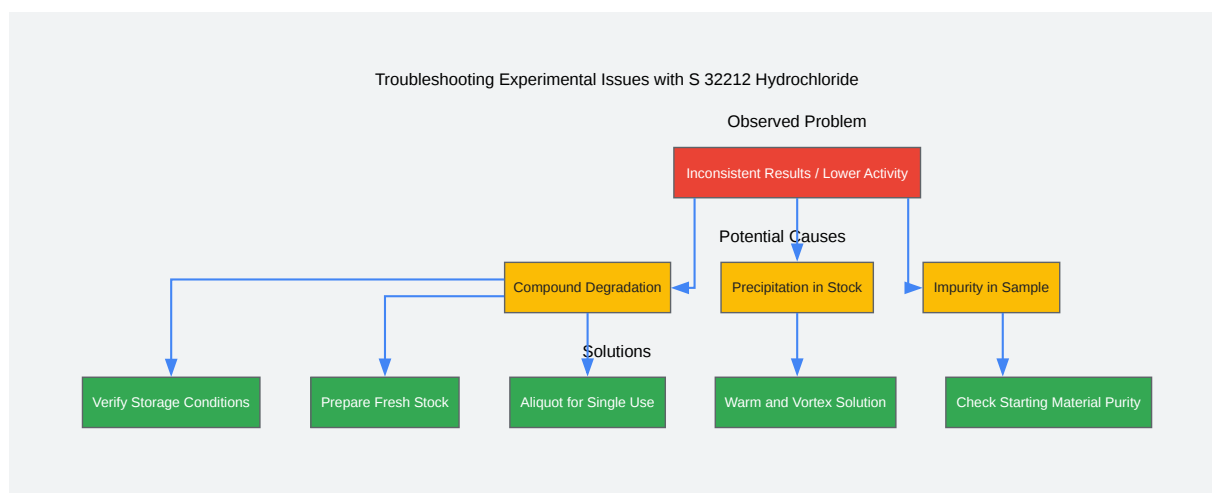 Troubleshooting Experimental Issues with S 32212 Hydrochloride
Observed Problem
Inconsistent Results / Lower Activity
Potential Causes
Compound Degradation
Precipitation in Stock
Impurity in Sample
Solutions
Verify Storage Conditions
Prepare Fresh Stock
Aliquot for Single Use
Warm and Vortex Solution
Check Starting Material Purity